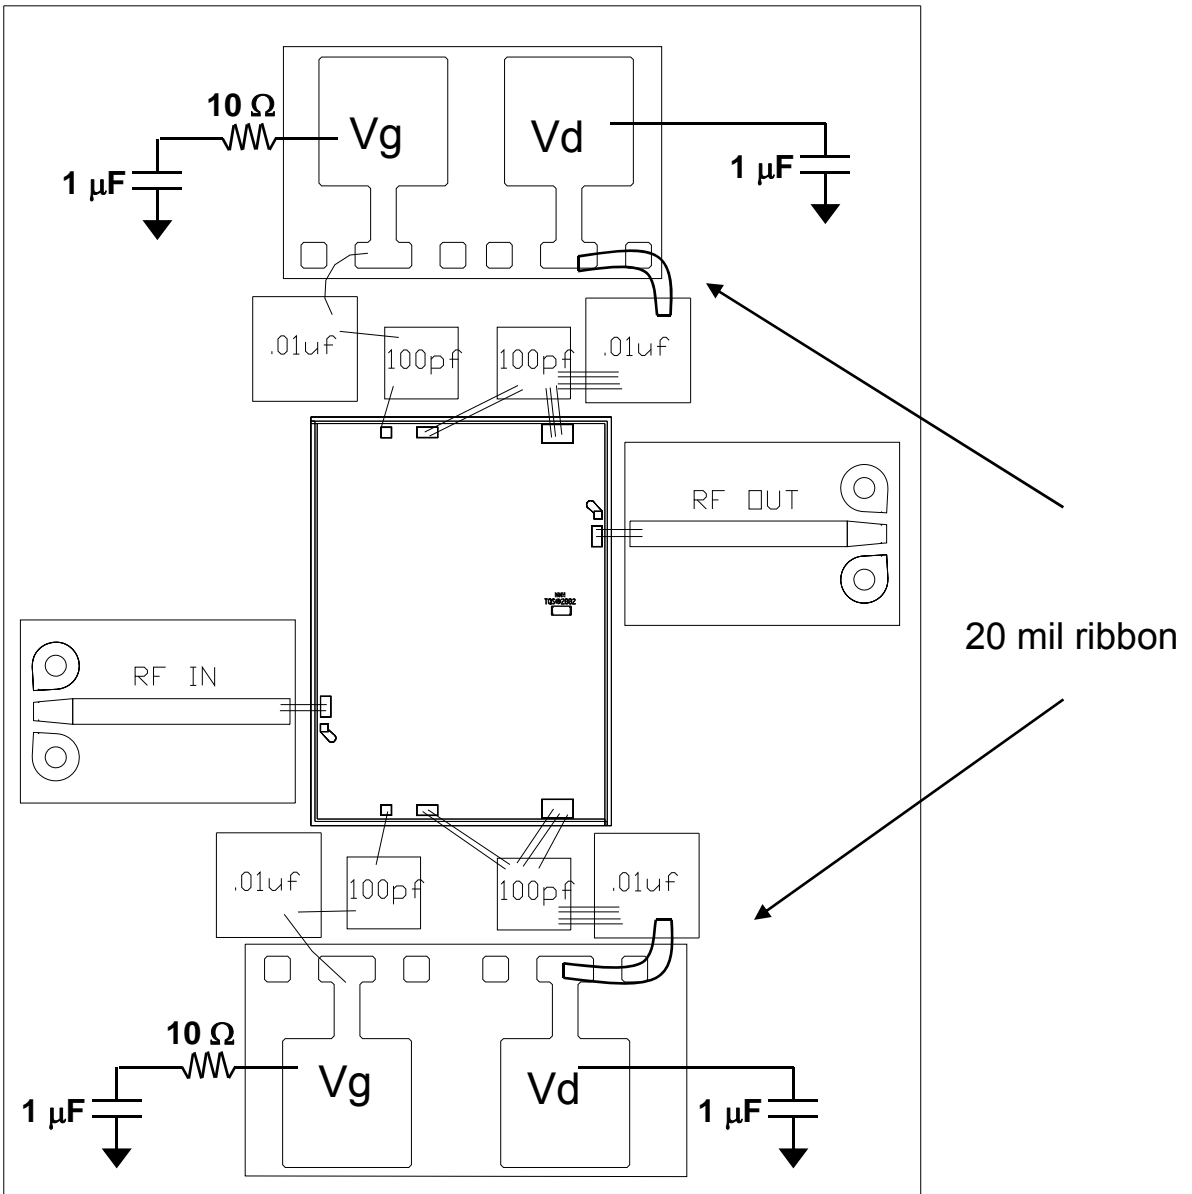 10 Ω
Vg
Vd
1 μF
1 μF
.01uf
100pf
100pf
.01uf
RF OUT
20 mil ribbon
RF IN
.01uf
100pf
100pf
.01uf
10 Ω
Vg
Vd
1 μF
1 μF